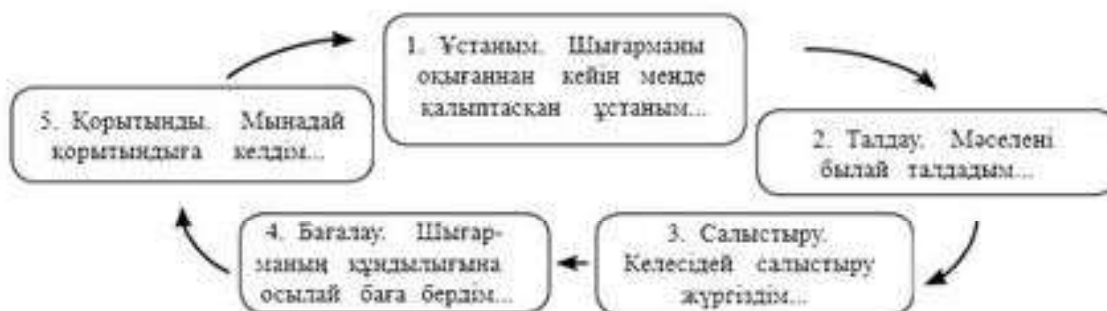 1. Ұстаным. Шығарманы
оқығаннан кейін менде
қалыптасқан ұстаным...
2. Талдау. Мәселені
былай талдадым...
3. Салыстыру.
Келесідей салыстыру
жүргіздім...
4. Бағалау. Шығар-
маның құндылығына
осылай баға бердім...
5. Қорытынды. Мынадай
қорытындыға келдім...